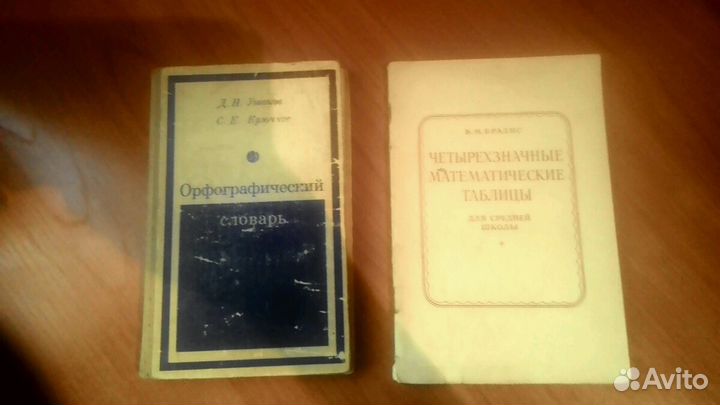 Д. Н. Ушаков
С. Е. Крючков
Орфографический
словарь
В. М. БРАДИС
ЧЕТЫРЕХЗНАЧНЫЕ
МАТЕМАТИЧЕСКИЕ
ТАБЛИЦЫ
ДЛЯ СРЕДНЕЙ
ШКОЛЫ
Avito